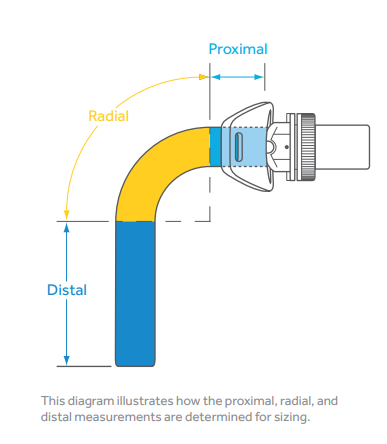 Proximal
Radial
Distal
This diagram illustrates how the proximal, radial, and
distal measurements are determined for sizing.